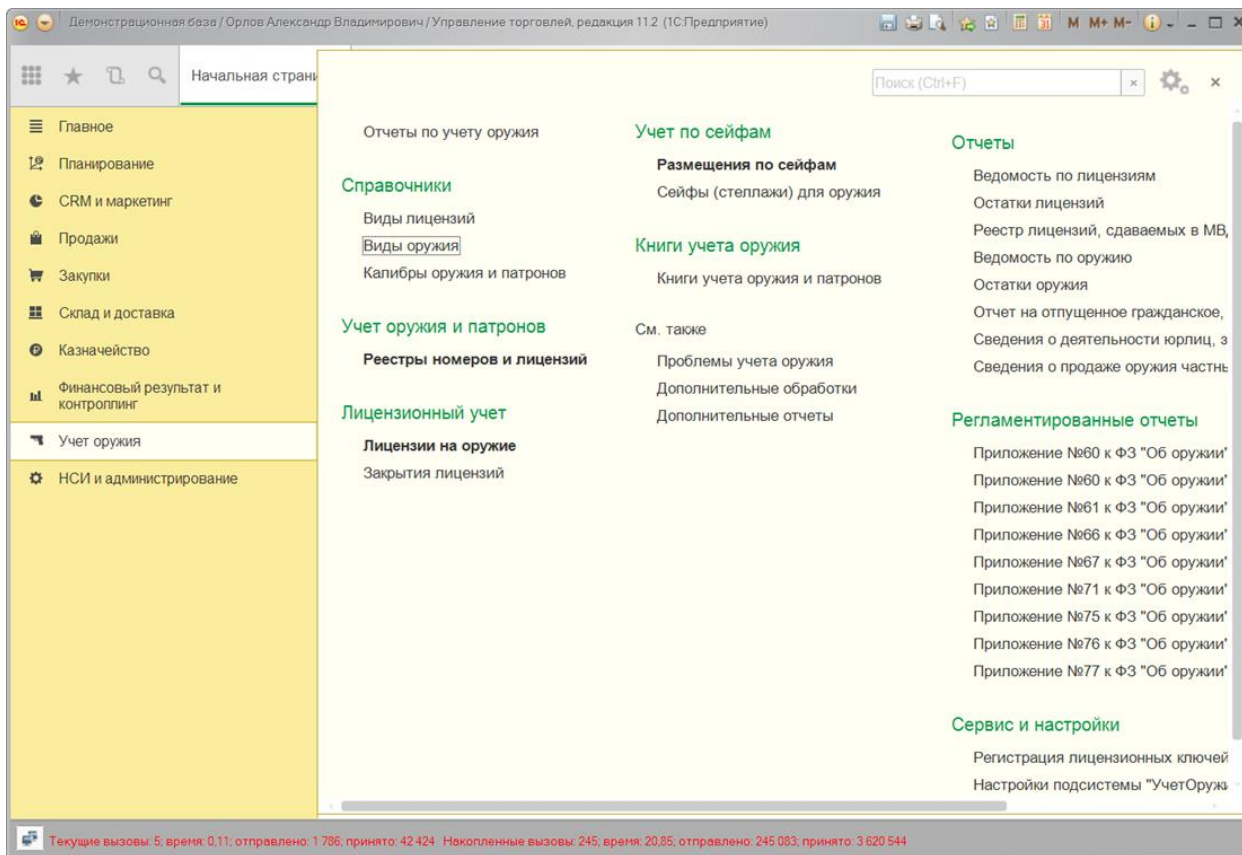 Демонстрационная база / Орлов Александр Владимирович / Управление торговлей, редакция 11.2 (1С:Предприятие)
M M+ M-
Начальная страни
Поиск (Ctrl+F)
Главное
Планирование
CRM и маркетинг
Продажи
Закупки
Склад и доставка
Казначейство
Финансовый результат и
контроллинг
Учет оружия
НСИ и администрирование
Отчеты по учету оружия
Справочники
Виды лицензий
Виды оружия
Калибры оружия и патронов
Учет оружия и патронов
Реестры номеров и лицензий
Лицензионный учет
Лицензии на оружие
Закрытия лицензий
Учет по сейфам
Размещения по сейфам
Сейфы (стеллажи) для оружия
Книги учета оружия
Книги учета оружия и патронов
См. также
Проблемы учета оружия
Дополнительные обработки
Дополнительные отчеты
Отчеты
Ведомость по лицензиям
Остатки лицензий
Реестр лицензий, сдаваемых в МВД,
Ведомость по оружию
Остатки оружия
Отчет на отпущенное гражданское,
Сведения о деятельности юрлиц, з
Сведения о продаже оружия частнь
Регламентированные отчеты
Приложение №60 к ФЗ "Об оружии"
Приложение №60 к ФЗ "Об оружии"
Приложение №61 к ФЗ "Об оружии"
Приложение №66 к ФЗ "Об оружии"
Приложение №67 к ФЗ "Об оружии"
Приложение №71 к ФЗ "Об оружии"
Приложение №75 к ФЗ "Об оружии"
Приложение №76 к ФЗ "Об оружии"
Приложение №77 к ФЗ "Об оружии"
Сервис и настройки
Регистрация лицензионных ключей
Настройки подсистемы "УчетОружи
Текущие вызовы: 5; время: 0,11; отправлено: 1 786; принято: 42 424 Накопленные вызовы: 245; время: 20,85; отправлено: 245 083; принято: 3 620 544